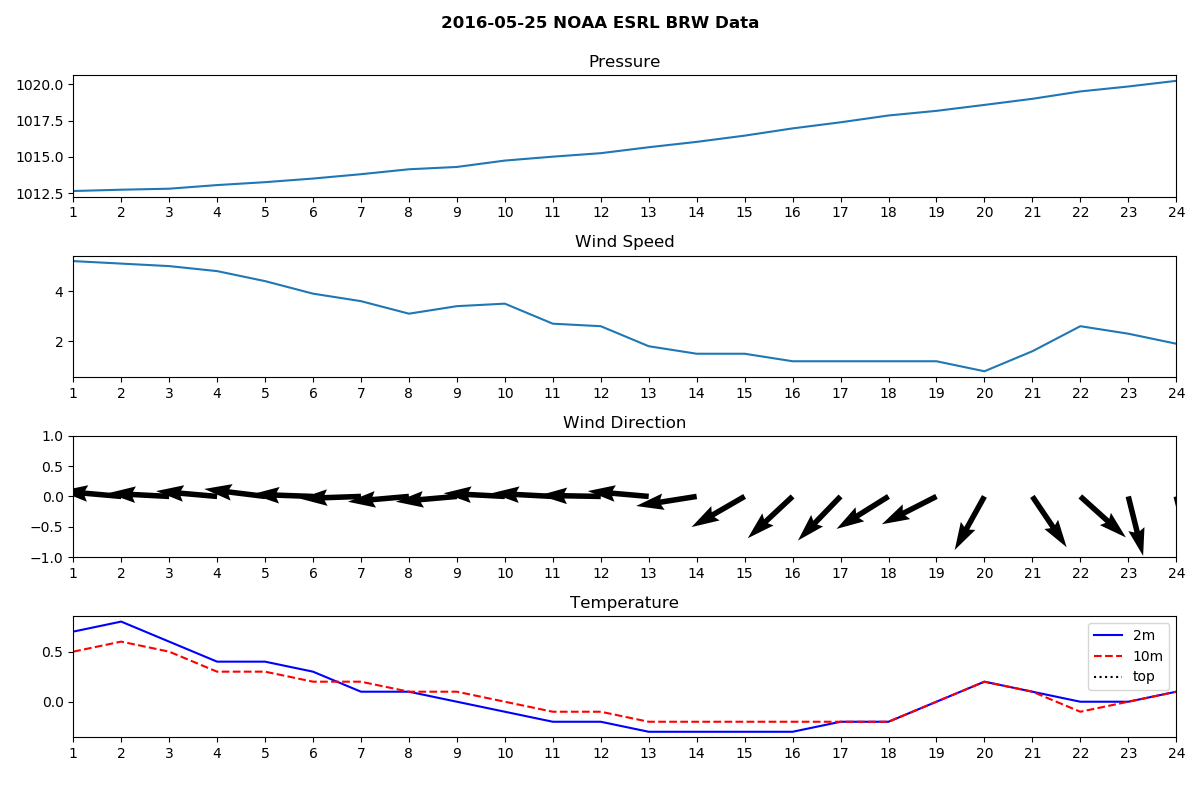 2016-05-25 NOAA ESRL BRW Data
Pressure
1020.0
1017.5
1015.0
1012.5
1 2 3 4 5 6 7 8 9 10 11 12 13 14 15 16 17 18 19 20 21 22 23 24
Wind Speed
4
2
1 2 3 4 5 6 7 8 9 10 11 12 13 14 15 16 17 18 19 20 21 22 23 24
Wind Direction
1.0
0.5
0.0
−0.5
−1.0
1 2 3 4 5 6 7 8 9 10 11 12 13 14 15 16 17 18 19 20 21 22 23 24
Temperature
2m
10m
top
0.5
0.0
1 2 3 4 5 6 7 8 9 10 11 12 13 14 15 16 17 18 19 20 21 22 23 24